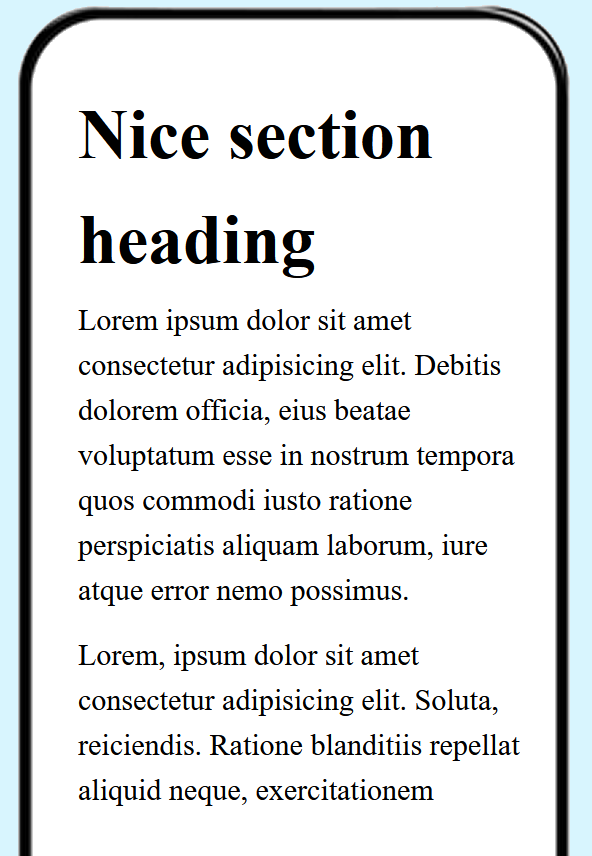 Nice section
heading
Lorem ipsum dolor sit amet
consectetur adipisicing elit. Debitis
dolorem officia, eius beatae
voluptatum esse in nostrum tempora
quos commodi iusto ratione
perspiciatis aliquam laborum, iure
atque error nemo possimus.
Lorem, ipsum dolor sit amet
consectetur adipisicing elit. Soluta,
reiciendis. Ratione blanditiis repellat
aliquid neque, exercitationem